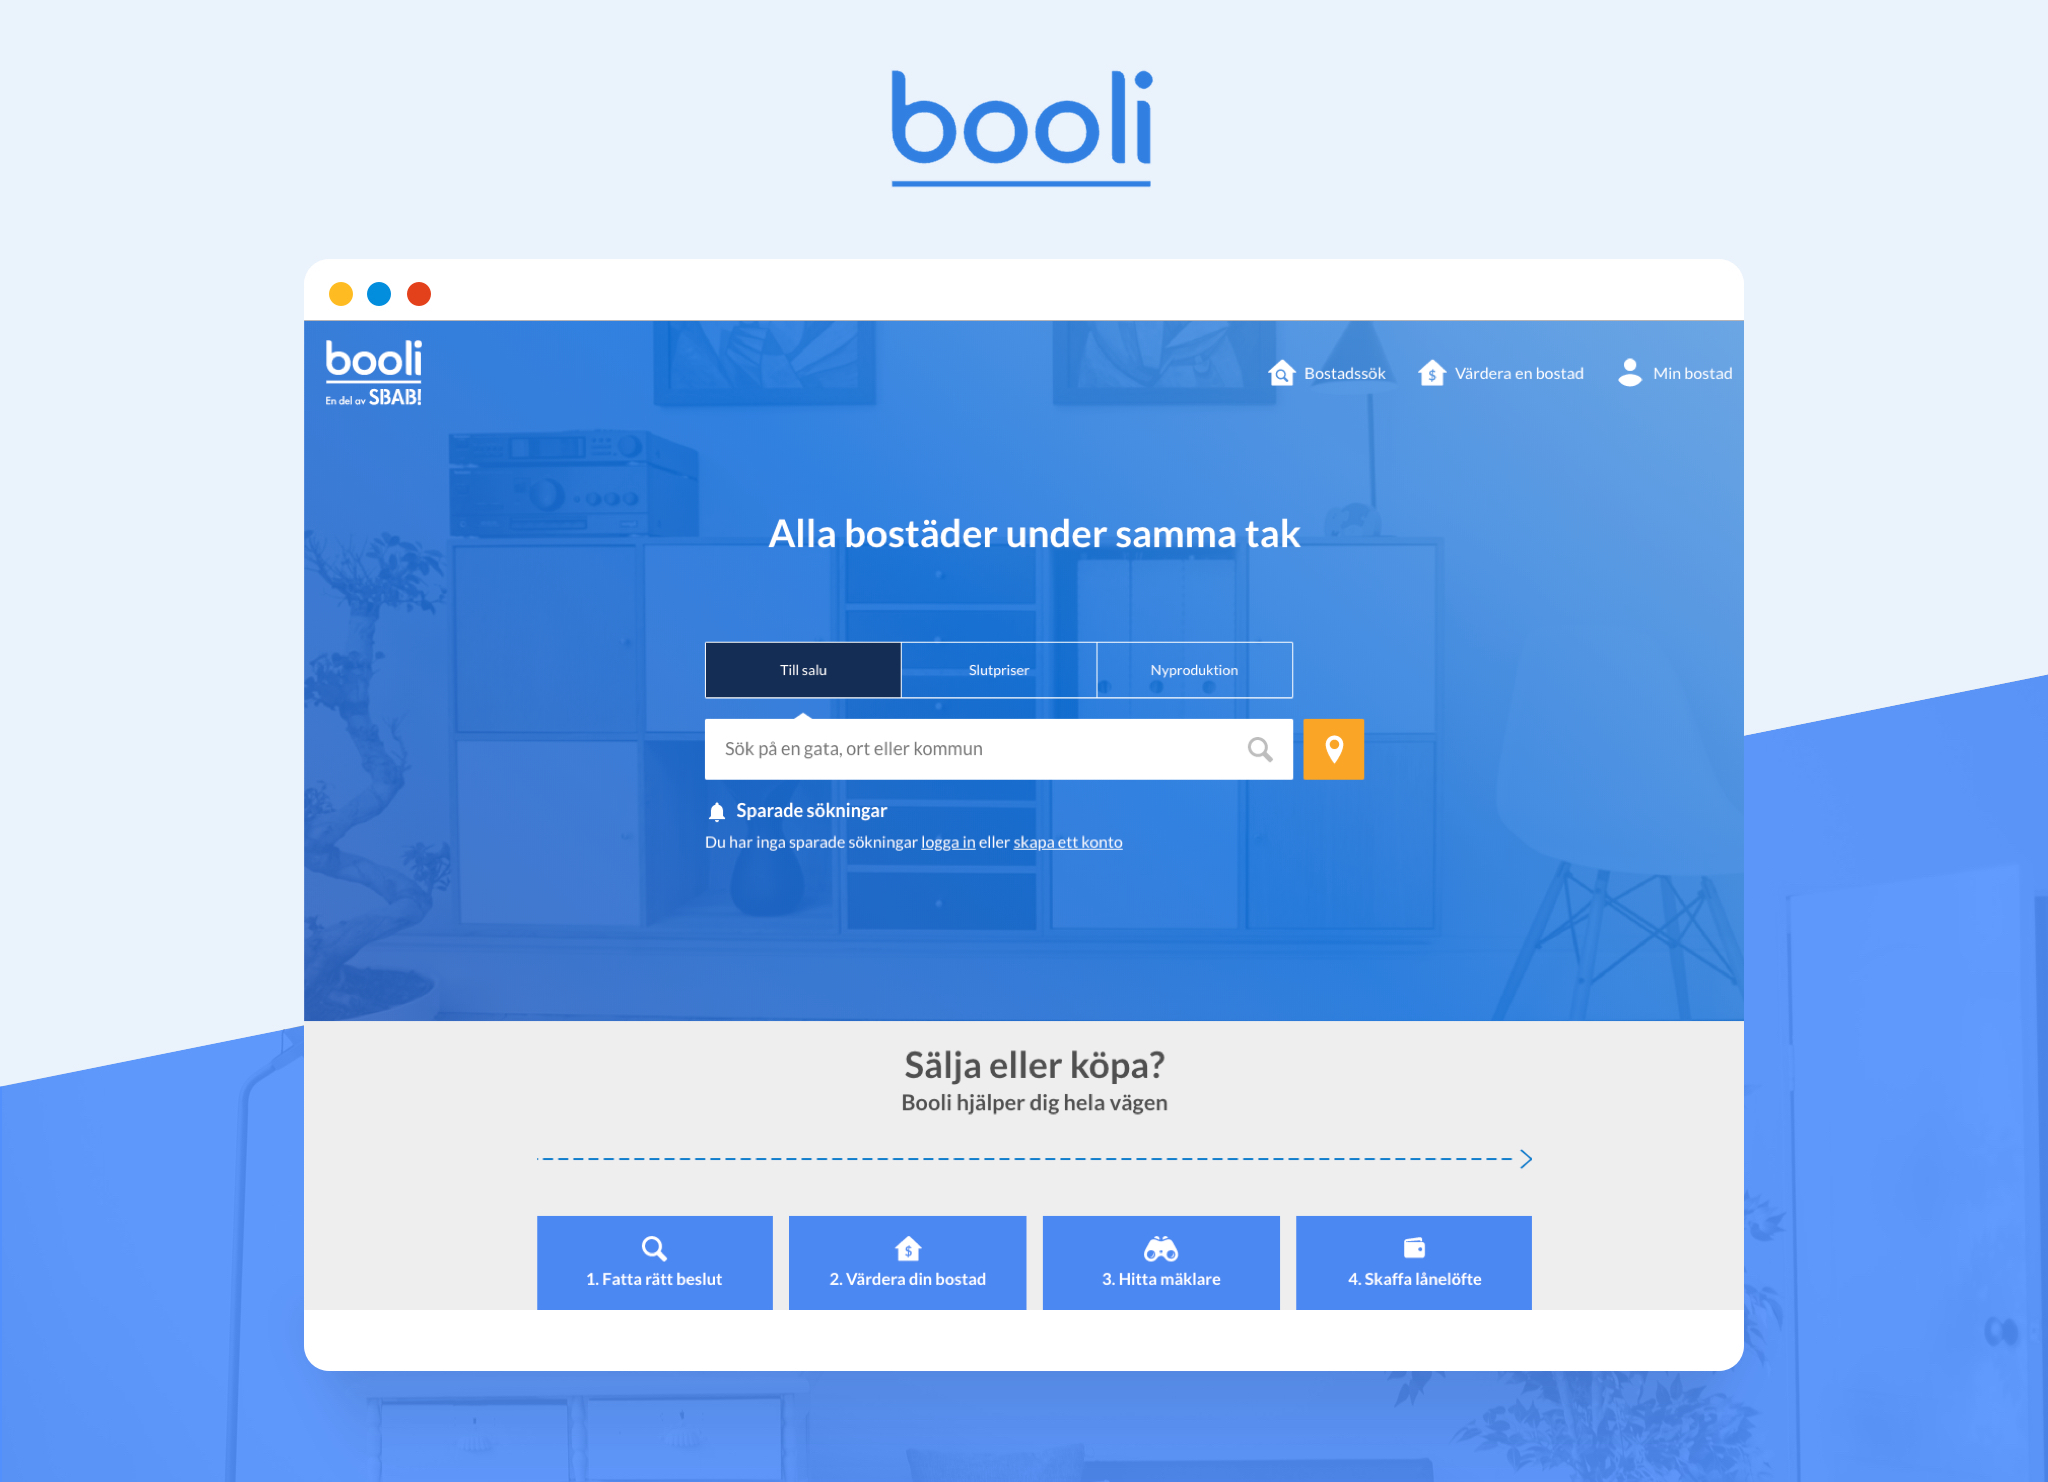 booli
booli
En del av SBAB!
Bostadssök
Värdera en bostad
Min bostad
Alla bostäder under samma tak
Till salu
Slutpriser
Nyproduktion
Sök på en gata, ort eller kommun
Sparade sökningar
Du har inga sparade sökningar logga in eller skapa ett konto
Sälja eller köpa?
Booli hjälper dig hela vägen
1. Fatta rätt beslut
2. Värdera din bostad
3. Hitta mäklare
4. Skaffa lånelöfte